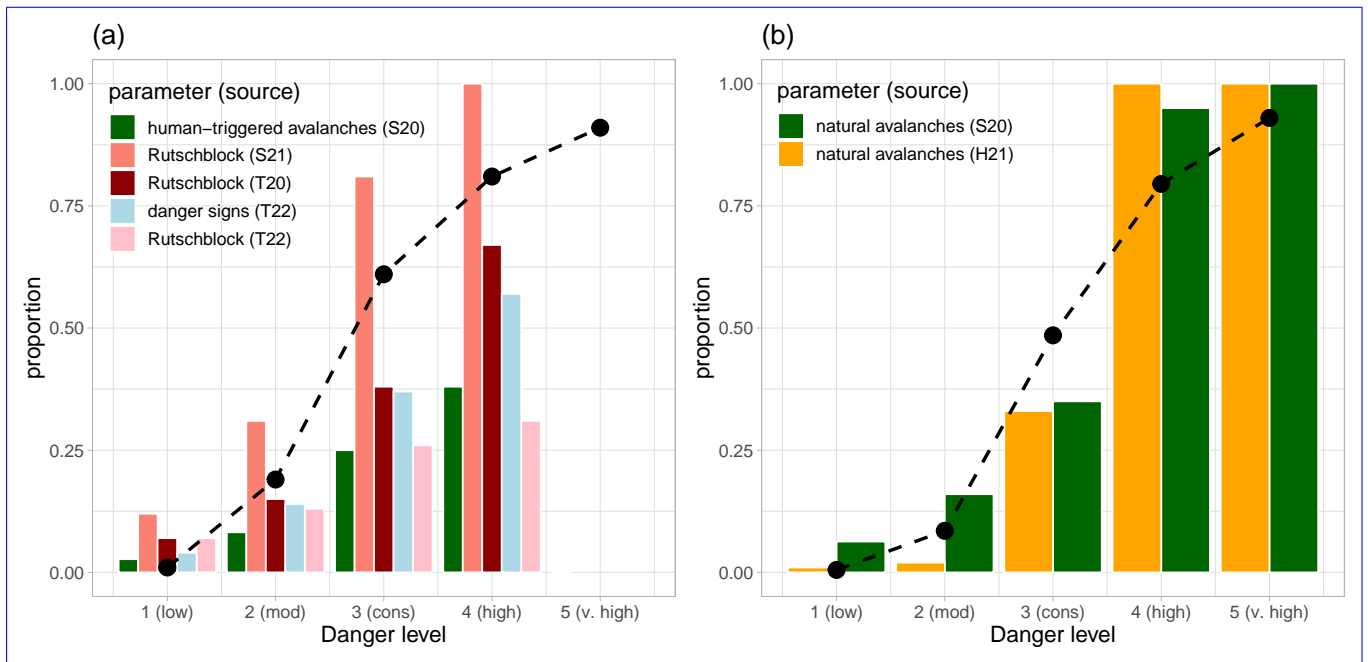 (a)
parameter (source)
human−triggered avalanches (S20)
Rutschblock (S21)
Rutschblock (T20)
danger signs (T22)
Rutschblock (T22)
1.00
0.75
0.50
0.25
0.00
proportion
1 (low) 2 (mod) 3 (cons) 4 (high) 5 (v. high)
Danger level
(b)
parameter (source)
natural avalanches (S20)
natural avalanches (H21)
1.00
0.75
0.50
0.25
0.00
proportion
1 (low) 2 (mod) 3 (cons) 4 (high) 5 (v. high)
Danger level